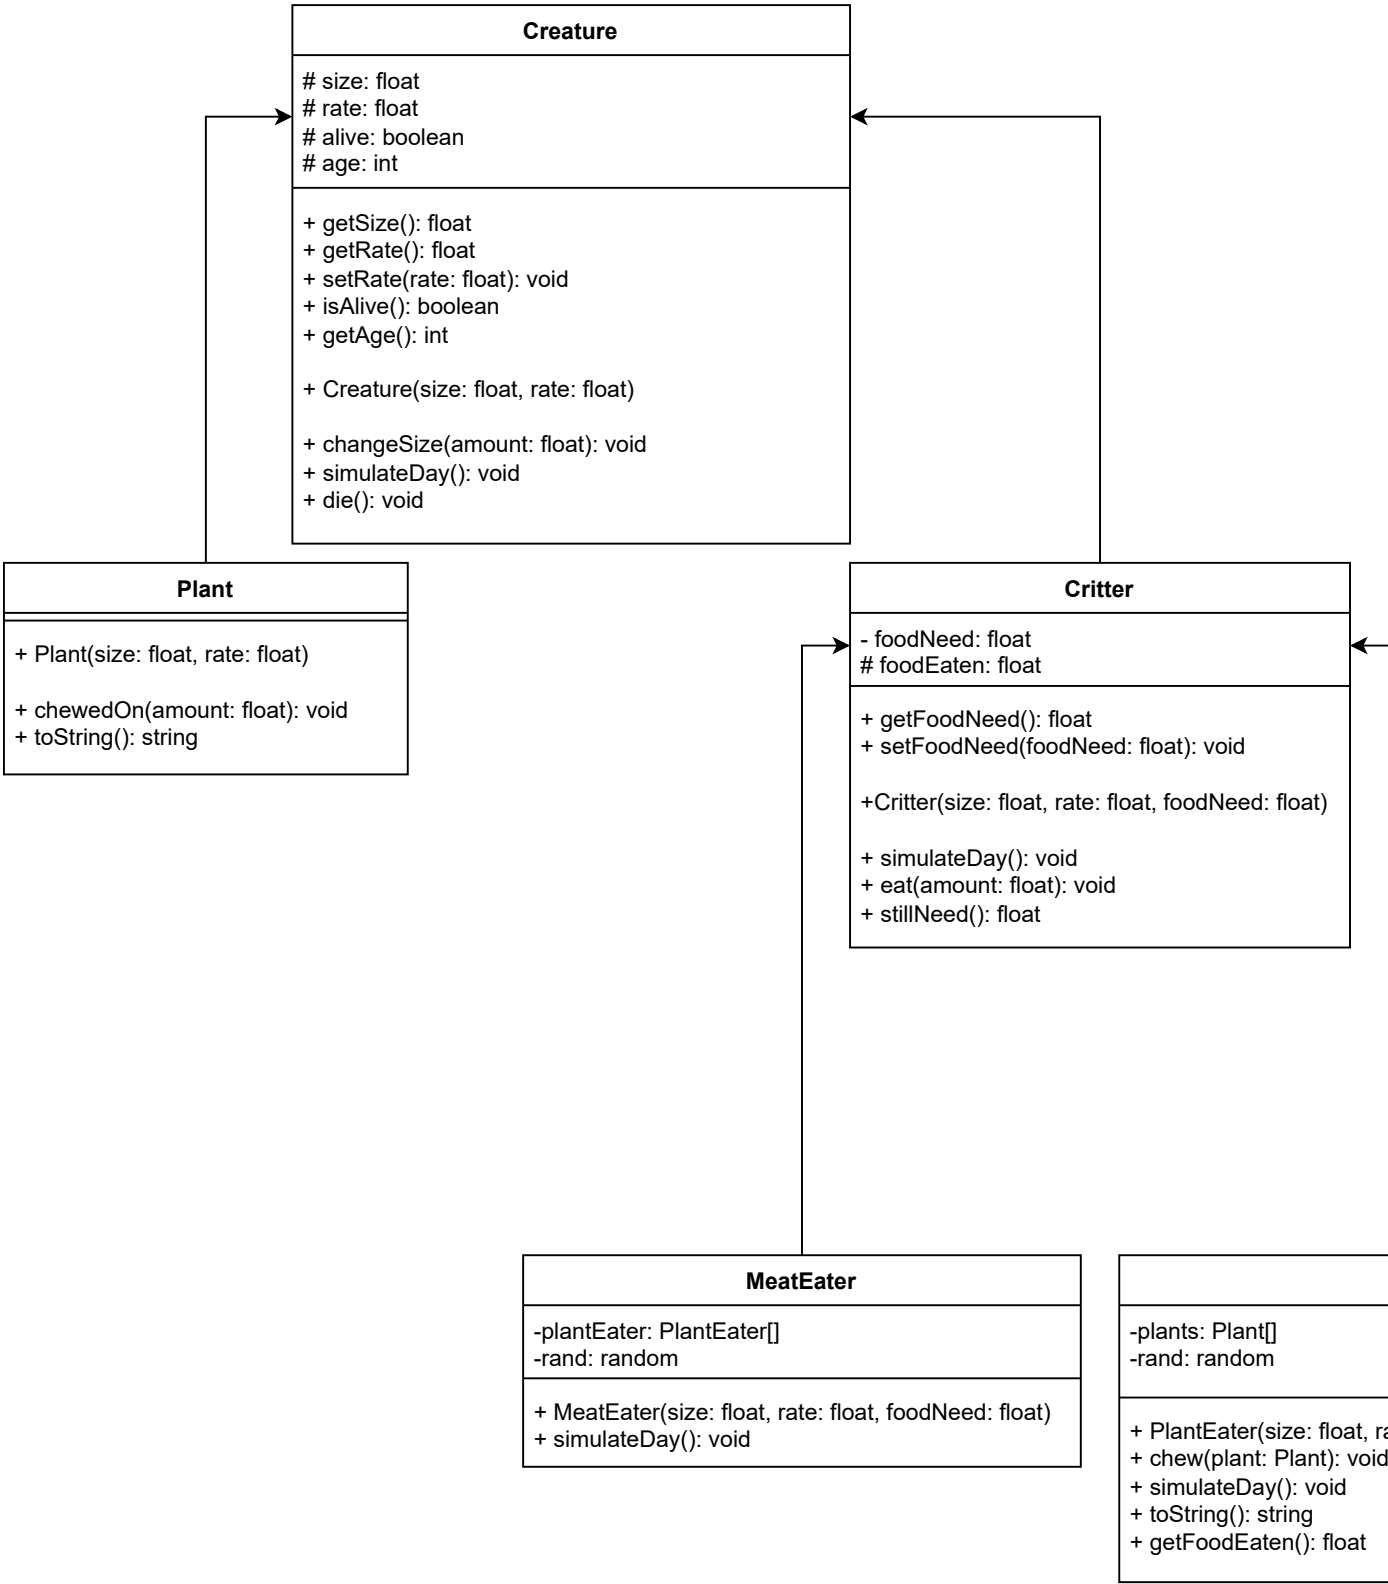 Creature
# size: float
# rate: float
# alive: boolean
# age: int
+ getSize(): float
+ getRate(): float
+ setRate(rate: float): void
+ isAlive(): boolean
+ getAge(): int
+ Creature(size: float, rate: float)
+ changeSize(amount: float): void
+ simulateDay(): void
+ die(): void
Plant
+ Plant(size: float, rate: float)
+ chewedOn(amount: float): void
+ toString(): string
Critter
- foodNeed: float
# foodEaten: float
+ getFoodNeed(): float
+ setFoodNeed(foodNeed: float): void
+Critter(size: float, rate: float, foodNeed: float)
+ simulateDay(): void
+ eat(amount: float): void
+ stillNeed(): float
MeatEater
-plantEater: PlantEater[]
-rand: random
+ MeatEater(size: float, rate: float, foodNeed: float)
+ simulateDay(): void
-plants: Plant[]
-rand: random
+ PlantEater(size: float,
+ chew(plant: Plant): void
+ simulateDay(): void
+ toString(): string
+ getFoodEaten(): float